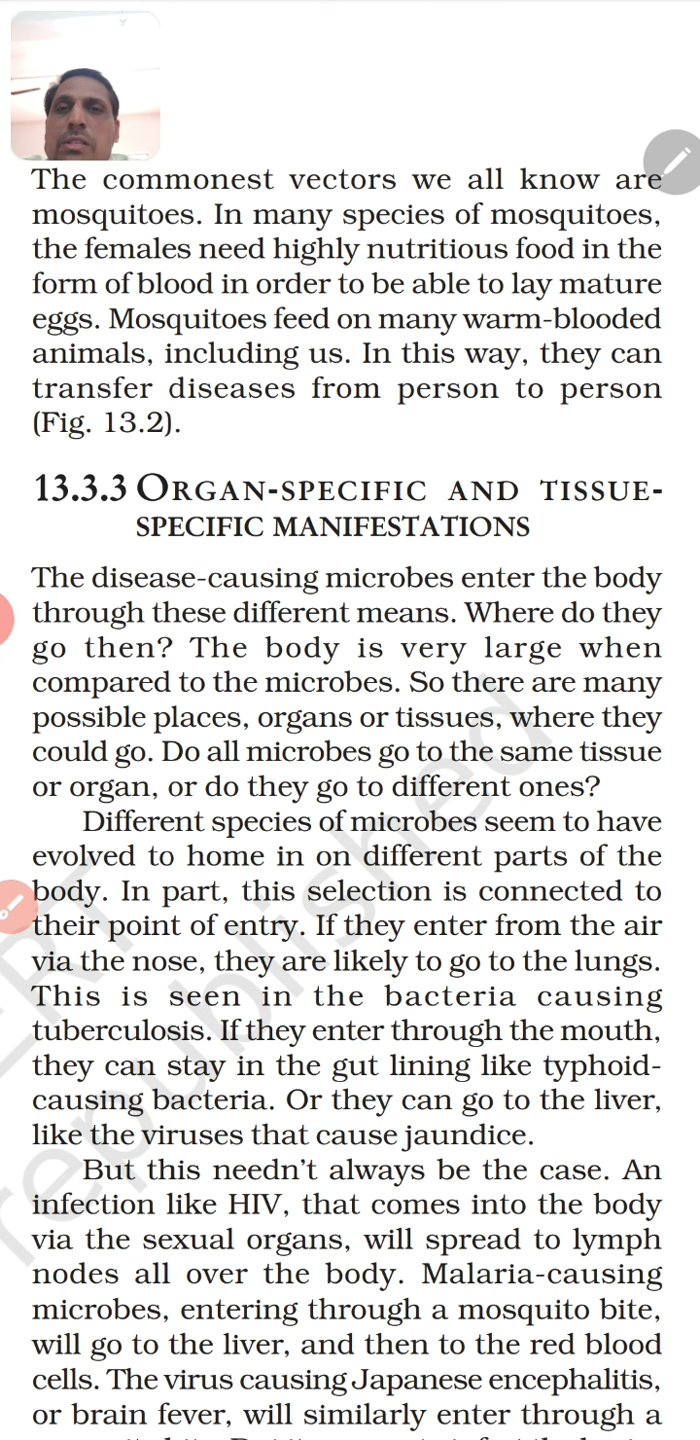 The commonest vectors we all know are
mosquitoes. In many species of mosquitoes,
the females need highly nutritious food in the
form of blood in order to be able to lay mature
eggs. Mosquitoes feed on many warm-blooded
animals, including us. In this way, they can
transfer diseases from person to person
(Fig. 13.2).
13.3.3 ORGAN-SPECIFIC AND TISSUE-
SPECIFIC MANIFESTATIONS
The disease-causing microbes enter the body
through these different means. Where do they
go then? The body is very large when
compared to the microbes. So there are many
possible places, organs or tissues, where they
could go. Do all microbes go to the same tissue
or organ, or do they go to different ones?
Different species of microbes seem to have
evolved to home in on different parts of the
body. In part, this selection is connected to
their point of entry. If they enter from the air
via the nose, they are likely to go to the lungs.
This is seen in the bacteria causing
tuberculosis. If they enter through the mouth,
they can stay in the gut lining like typhoid-
causing bacteria. Or they can go to the liver,
like the viruses that cause jaundice.
But this needn't always be the case. An
infection like HIV, that comes into the body
via the sexual organs, will spread to lymph
nodes all over the body. Malaria-causing
microbes, entering through a mosquito bite,
will go to the liver, and then to the red blood
cells. The virus causing Japanese encephalitis,
or brain fever, will similarly enter through a
republished